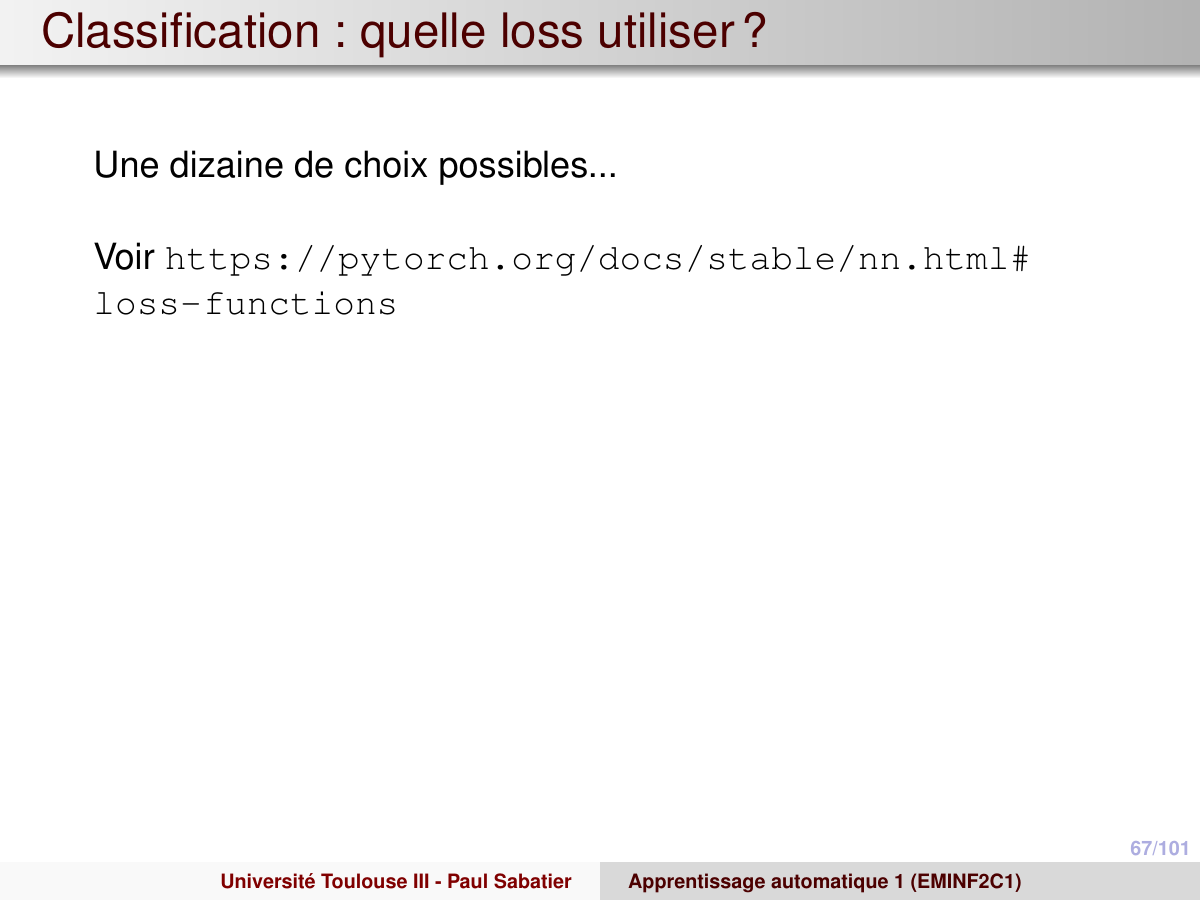 Classification : quelle loss utiliser ?
Une dizaine de choix possibles...
Voir https://pytorch.org/docs/stable/nn.html#
loss-functions
67/101
Université Toulouse III - Paul Sabatier
Apprentissage automatique 1 (EMINF2C1)